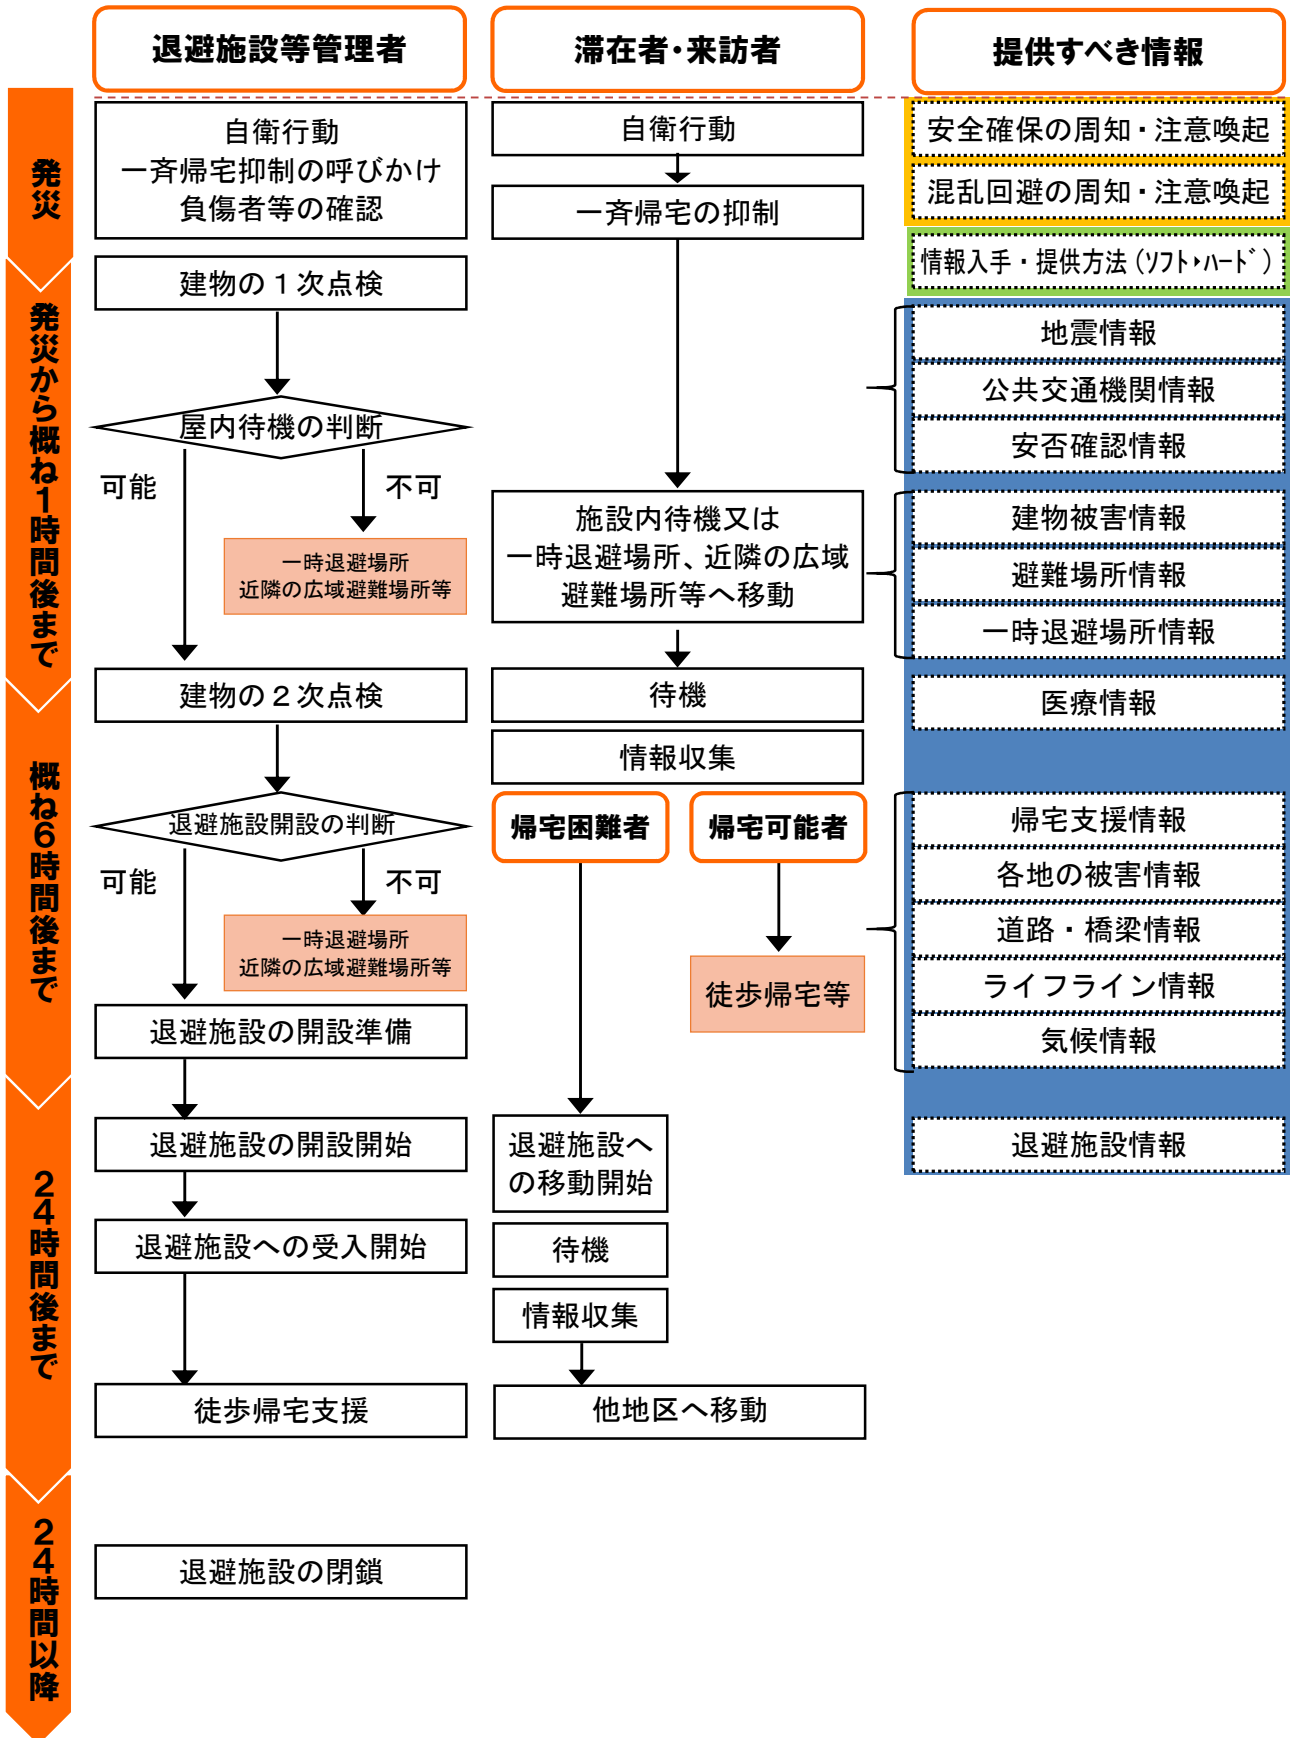 退避施設等管理者
滞在者・来訪者
提供すべき情報
発災
自衛行動
一斉帰宅抑制の呼びかけ
負傷者等の確認
自衛行動
一斉帰宅の抑制
安全確保の周知・注意喚起
混乱回避の周知・注意喚起
情報入手・提供方法(ｿﾌﾄ・ﾊｰﾄﾞ)
発災から概ね1時間後まで
建物の１次点検
屋内待機の判断
可能
不可
一時退避場所
近隣の広域避難場所等
施設内待機又は
一時退避場所、近隣の広域
避難場所等へ移動
地震情報
公共交通機関情報
安否確認情報
建物被害情報
避難場所情報
一時退避場所情報
概ね6時間後まで
建物の２次点検
退避施設開設の判断
可能
不可
一時退避場所
近隣の広域避難場所等
退避施設の開設準備
待機
情報収集
帰宅困難者
帰宅可能者
徒歩帰宅等
医療情報
帰宅支援情報
各地の被害情報
道路・橋梁情報
ライフライン情報
気候情報
24時間後まで
退避施設の開設開始
退避施設への受入開始
徒歩帰宅支援
退避施設へ
の移動開始
待機
情報収集
他地区へ移動
退避施設情報
24時間以降
退避施設の閉鎖